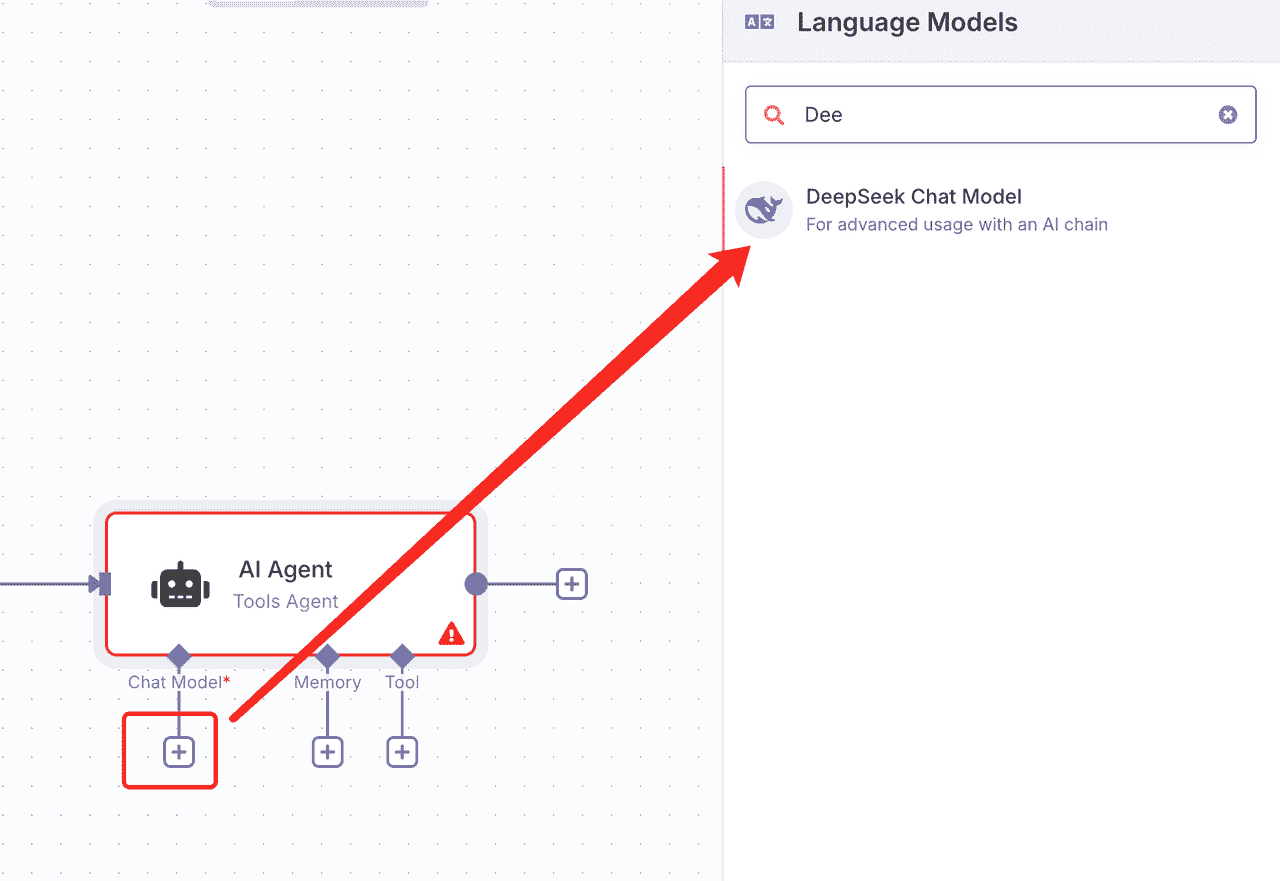 Language Models
Dee
DeepSeek Chat Model
For advanced usage with an AI chain
AI Agent
Tools Agent
Chat Model*
Memory
Tool